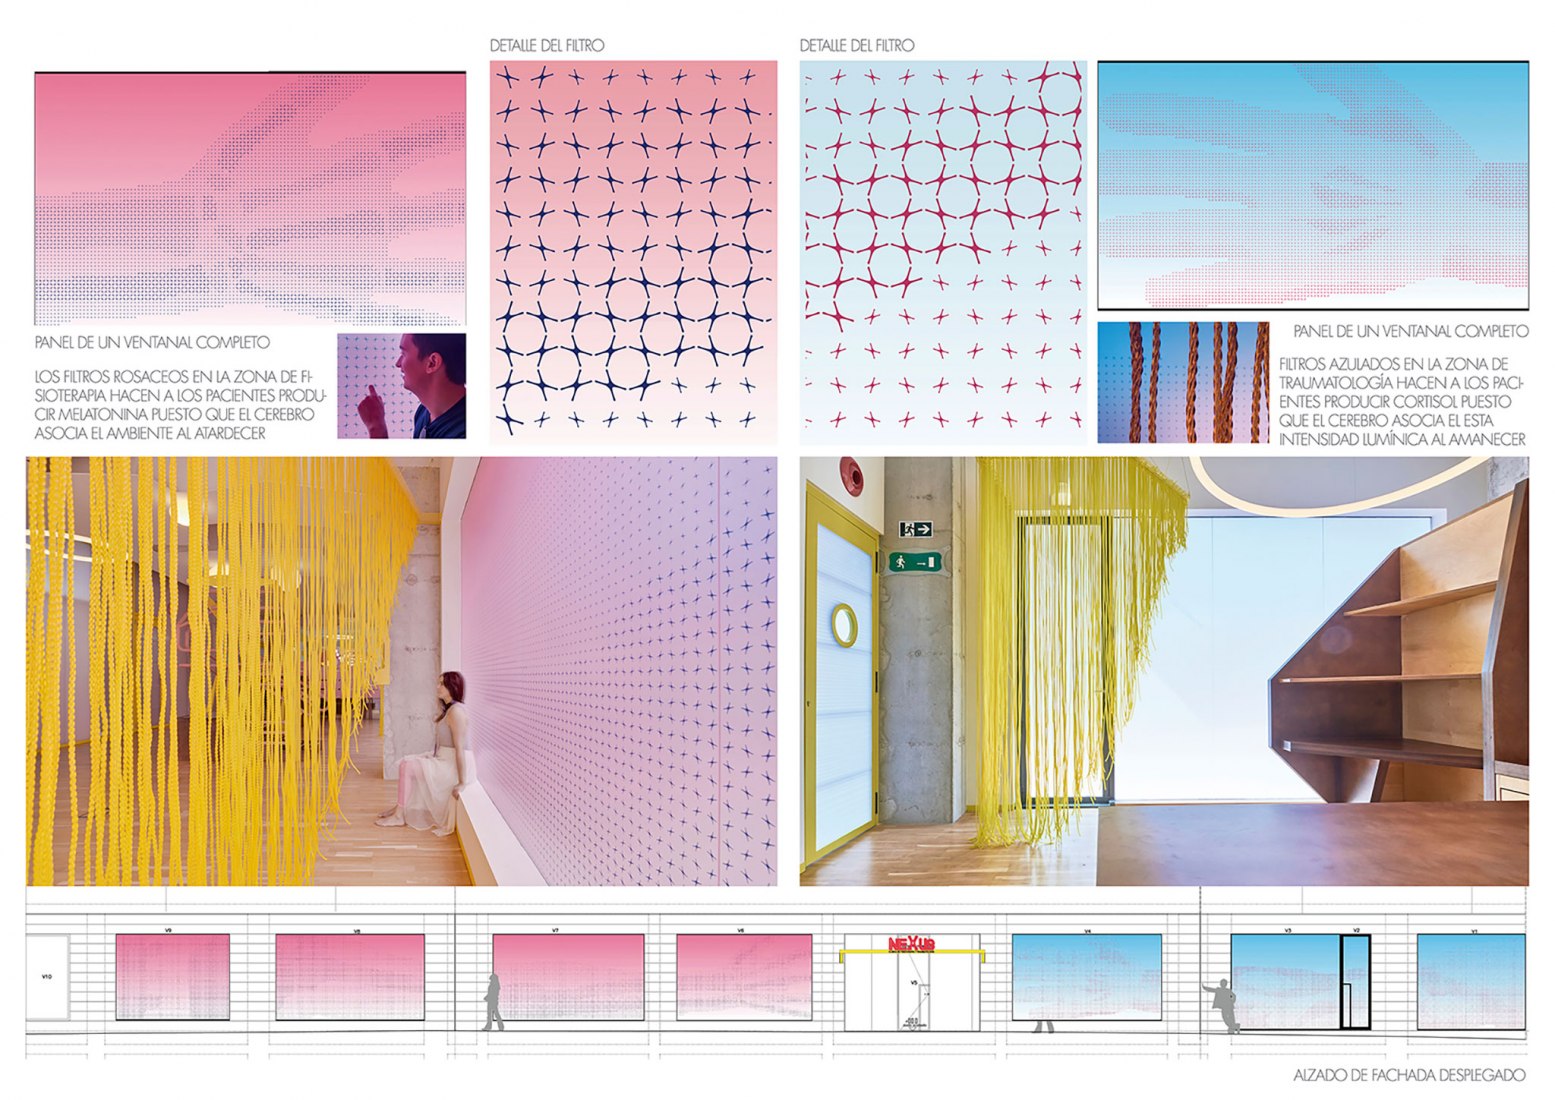 DETALLE DEL FILTRO
DETALLE DEL FILTRO
PANEL DE UN VENTANAL COMPLETO
LOS FILTROS ROSACEOS EN LA ZONA DE FI-
SIOTERAPIA HACEN A LOS PACIENTES PRODU-
CIR MELATONINA PUESTO QUE EL CEREBRO
ASOCIA EL AMBIENTE AL ATARDECER
PANEL DE UN VENTANAL COMPLETO
FILTROS AZULADOS EN LA ZONA DE
TRAUMATOLOGÍA HACEN A LOS PACI-
ENTES PRODUCIR CORTISOL PUESTO
QUE EL CEREBRO ASOCIA EL ESTA
INTENSIDAD LUMÍNICA AL AMANECER
V10
V9
V8
V7
V6
NEXUB
V5
V4
V3
V2
V1
ALZADO DE FACHADA DESPLEGADO